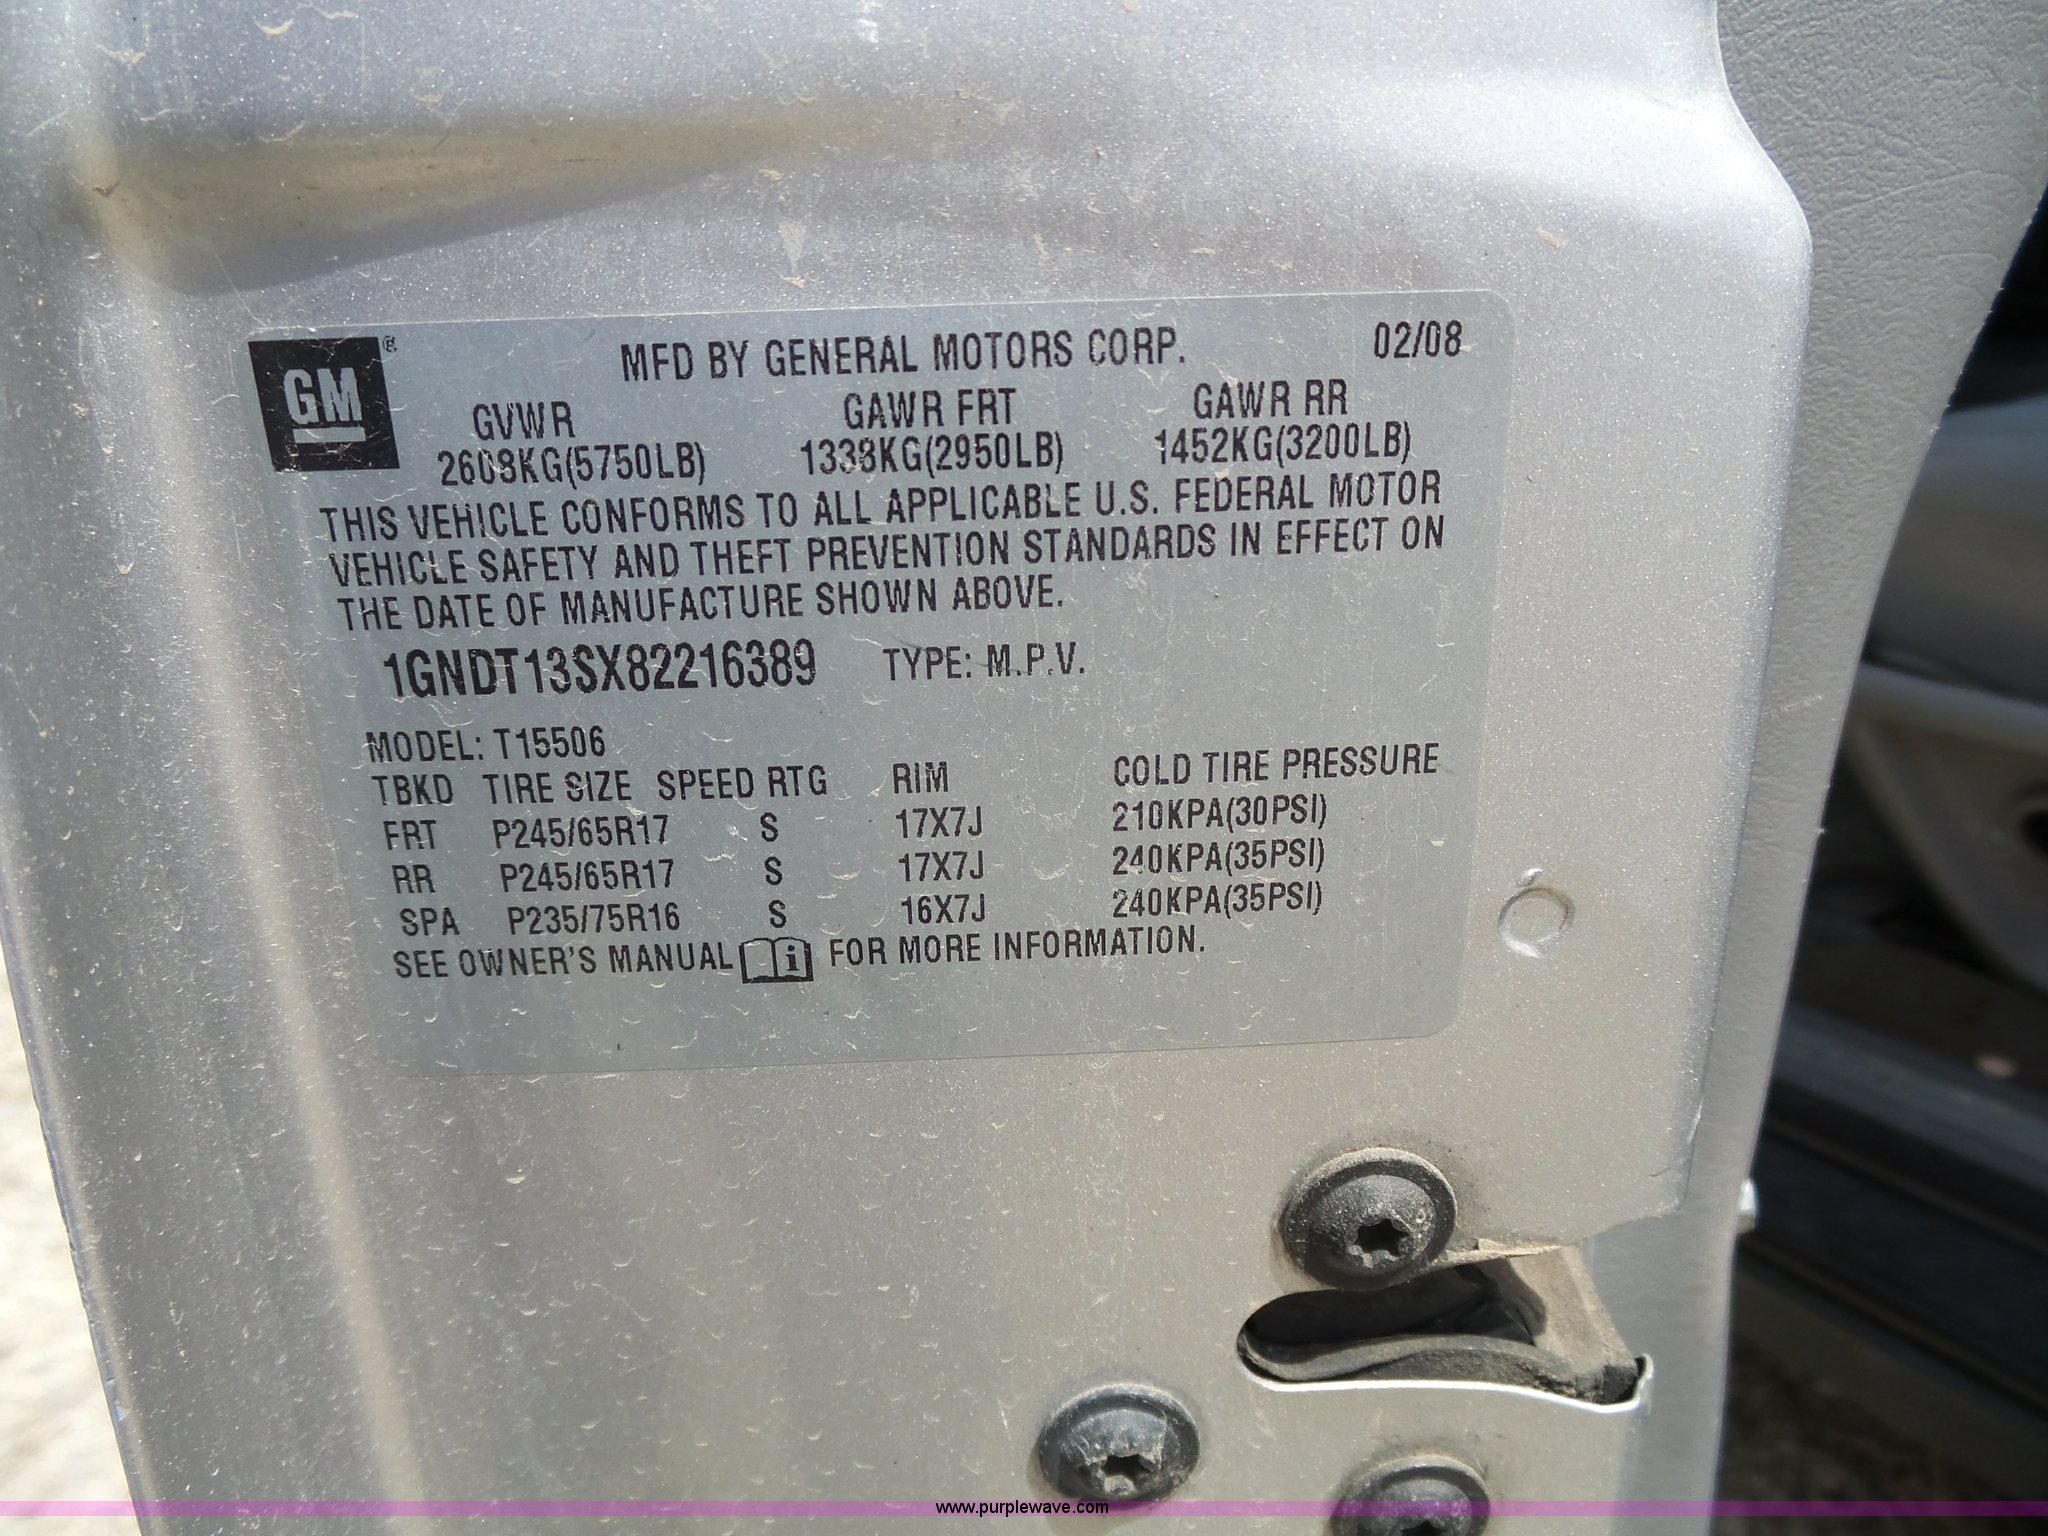 GM ®
MFD BY GENERAL MOTORS CORP. 02/08
GVWR GAWR FRT GAWR RR
2608KG(5750LB) 1338KG(2950LB) 1452KG(3200LB)
THIS VEHICLE CONFORMS TO ALL APPLICABLE U.S. FEDERAL MOTOR
VEHICLE SAFETY AND THEFT PREVENTION STANDARDS IN EFFECT ON
THE DATE OF MANUFACTURE SHOWN ABOVE.
1GNDT13SX82216389 TYPE: M.P.V.
MODEL: T15506
TBKD TIRE SIZE SPEED RTG RIM COLD TIRE PRESSURE
FRT P245/65R17 S 17X7J 210KPA(30PSI)
RR P245/65R17 S 17X7J 240KPA(35PSI)
SPA P235/75R16 S 16X7J 240KPA(35PSI)
SEE OWNER'S MANUAL i FOR MORE INFORMATION.
www.purplewave.com